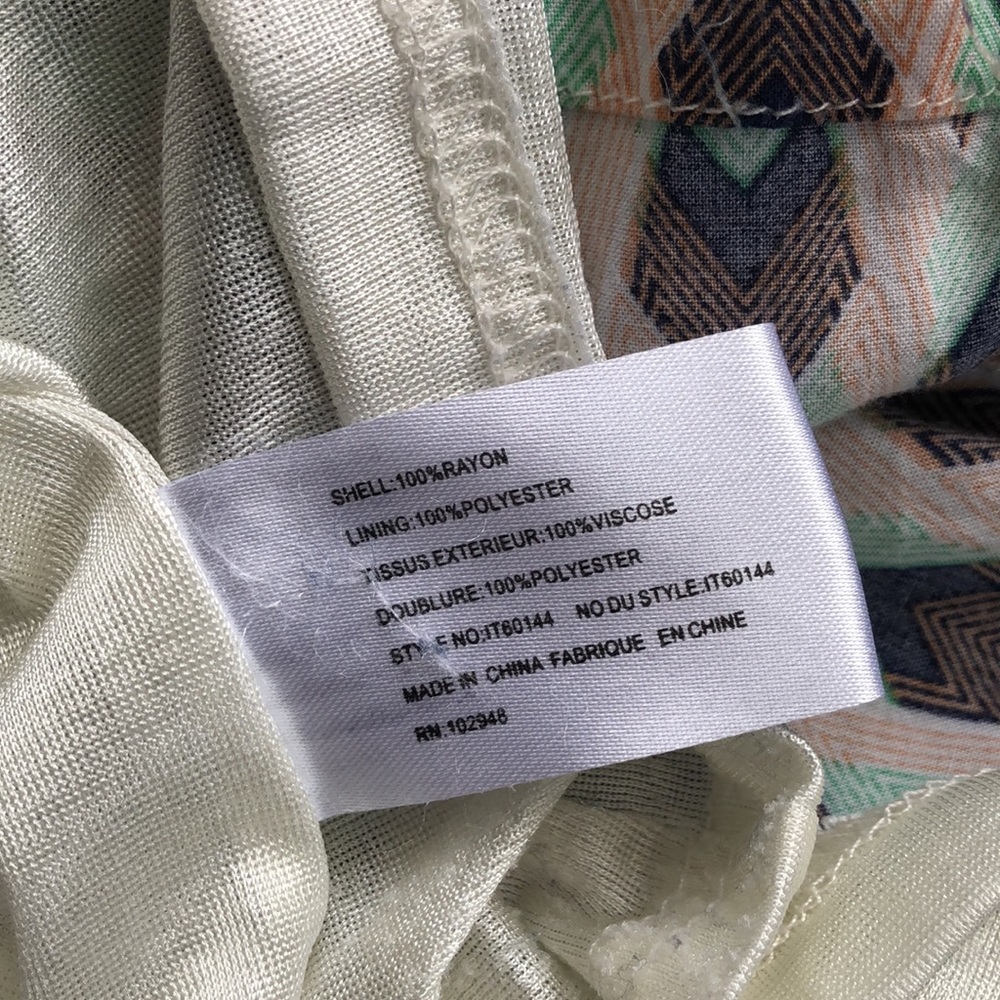 SHELL:100%RAYON
LINING:100%POLYESTER
TISSUS EXTERIEUR:100%VISCOSE
DOUBLURE:100%POLYESTER
STYLE NO:IT60144 NO DU STYLE:IT60144
MADE IN CHINA FABRIQUE EN CHINE
RN:102948